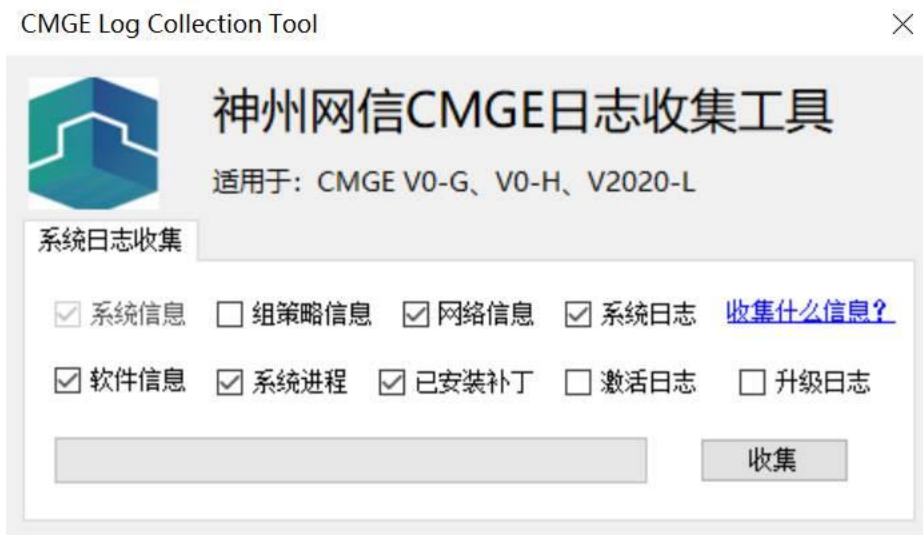 CMGE Log Collection Tool
神州网信CMGE日志收集工具
适用于：CMGE V0-G、V0-H、V2020-L
系统日志收集
系统信息 组策略信息 网络信息 系统日志 收集什么信息？
软件信息 系统进程 已安装补丁 激活日志 升级日志
收集